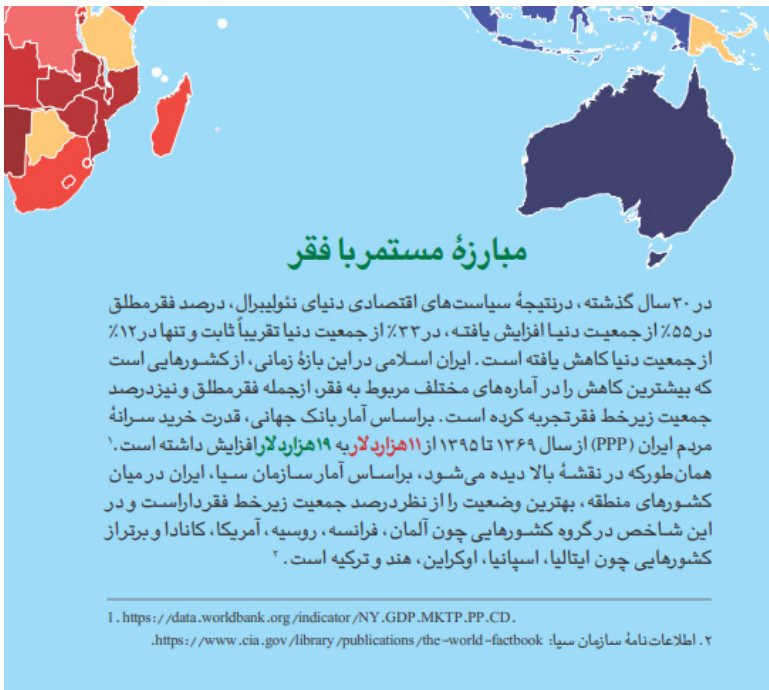 مبارزهٔ مستمر با فقر
در ۳۰ سال گذشته، درنتیجهٔ سیاست‌های اقتصادی دنیای نئولیبرال، درصد فقر مطلق
در ۵۵٪ از جمعیت دنیا افزایش یافته، در ۳۳٪ از جمعیت دنیا تقریباً ثابت و تنها در ۱۲٪
از جمعیت دنیا کاهش یافته است. ایران اسلامی در این بازهٔ زمانی، از کشورهایی است
که بیشترین کاهش را در آماره‌های مختلف مربوط به فقر، ازجمله فقر مطلق و نیز درصد
جمعیت زیر خط فقر تجربه کرده است. براساس آمار بانک جهانی، قدرت خرید سرانهٔ
مردم ایران (PPP) از سال ۱۳۶۹ تا ۱۳۹۵ از ۱۱هزاردلار به ۱۹هزاردلار افزایش داشته است.۱
همان‌طورکه در نقشهٔ بالا دیده می‌شود، براساس آمار سازمان سیا، ایران در میان
کشورهای منطقه، بهترین وضعیت را از نظر درصد جمعیت زیر خط فقر داراست و در
این شاخص در گروه کشورهایی چون آلمان، فرانسه، روسیه، آمریکا، کانادا و برتر از
کشورهایی چون ایتالیا، اسپانیا، اوکراین، هند و ترکیه است.۲
1. https://data.worldbank.org/indicator/NY.GDP.MKTP.PP.CD.
۲. اطلاعات‌نامهٔ سازمان سیا: https://www.cia.gov/library/publications/the-world-factbook.